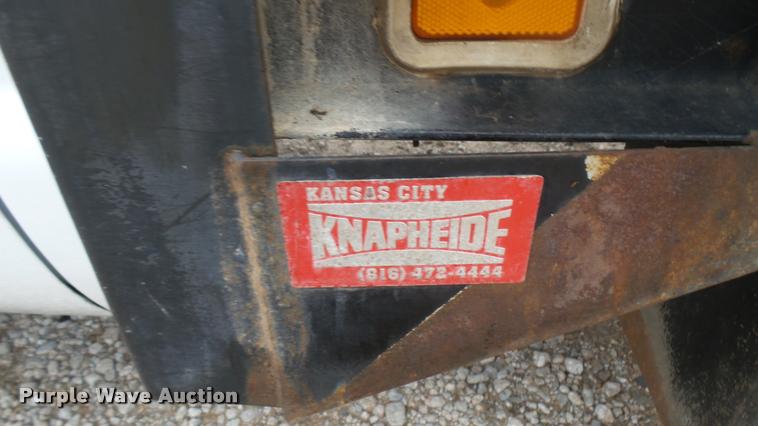 KANSAS CITY
KNAPHEIDE
(816) 472-4444
Purple Wave Auction